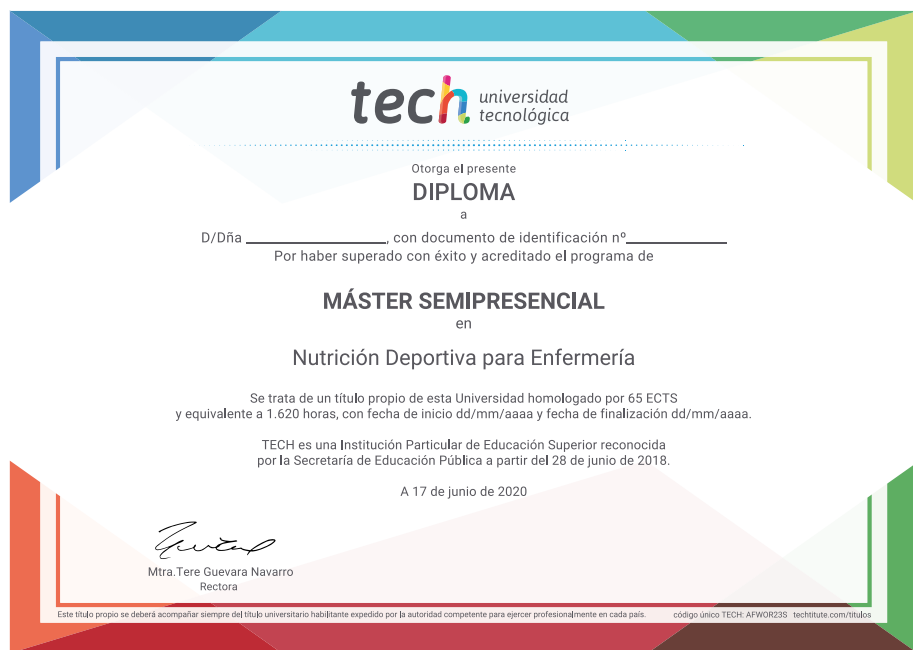 tech universidad
tecnológica
Otorga el presente
DIPLOMA
a
D/Dña ________________, con documento de identificación nº____________
Por haber superado con éxito y acreditado el programa de
MÁSTER SEMIPRESENCIAL
en
Nutrición Deportiva para Enfermería
Se trata de un título propio de esta Universidad homologado por 65 ECTS
y equivalente a 1.620 horas, con fecha de inicio dd/mm/aaaa y fecha de finalización dd/mm/aaaa.
TECH es una Institución Particular de Educación Superior reconocida
por la Secretaría de Educación Pública a partir del 28 de junio de 2018.
A 17 de junio de 2020
Mtra.Tere Guevara Navarro
Rectora
Este título propio se deberá acompañar siempre del título universitario habilitante expedido por la autoridad competente para ejercer profesionalmente en cada país. código único TECH: AFWOR23S techtitute.com/titulos